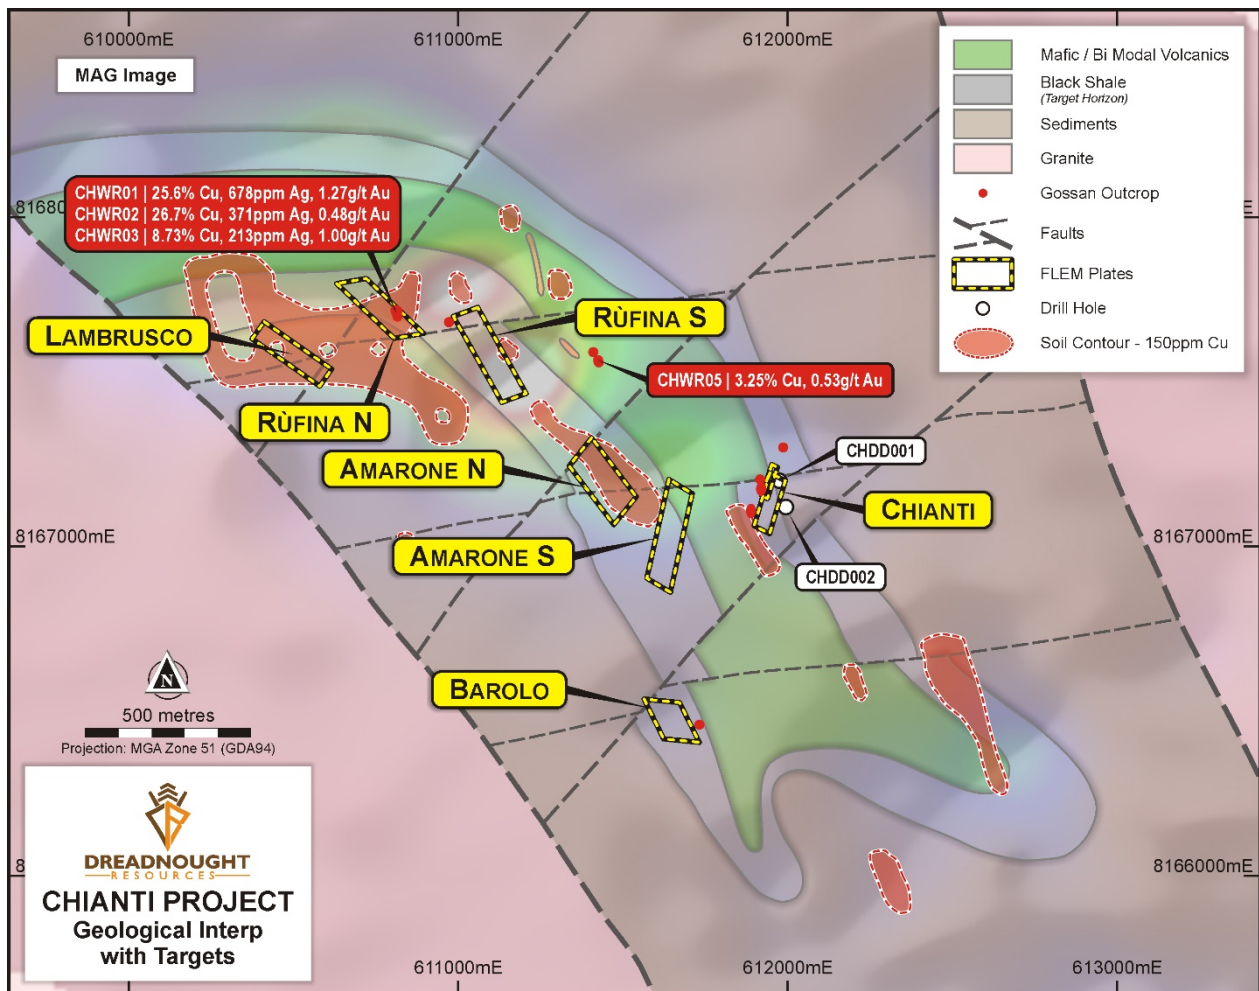 610000mE
611000mE
612000mE
MAG Image
Mafic / Bi Modal Volcanics
Black Shale
(Target Horizon)
Sediments
Granite
Gossan Outcrop
Faults
FLEM Plates
Drill Hole
Soil Contour - 150ppm Cu
CHWR01 | 25.6% Cu, 678ppm Ag, 1.27g/t Au
CHWR02 | 26.7% Cu, 371ppm Ag, 0.48g/t Au
CHWR03 | 8.73% Cu, 213ppm Ag, 1.00g/t Au
LAMBRUSCO
RÙFINA S
CHWR05 | 3.25% Cu, 0.53g/t Au
RÙFINA N
AMARONE N
CHDD001
CHIANTI
8167000mE
8167000mE
AMARONE S
CHDD002
BAROLO
N
500 metres
Projection: MGA Zone 51 (GDA94)
DREADNOUGHT
RESOURCES
CHIANTI PROJECT
Geological Interp
with Targets
8166000mE
611000mE
612000mE
613000mE